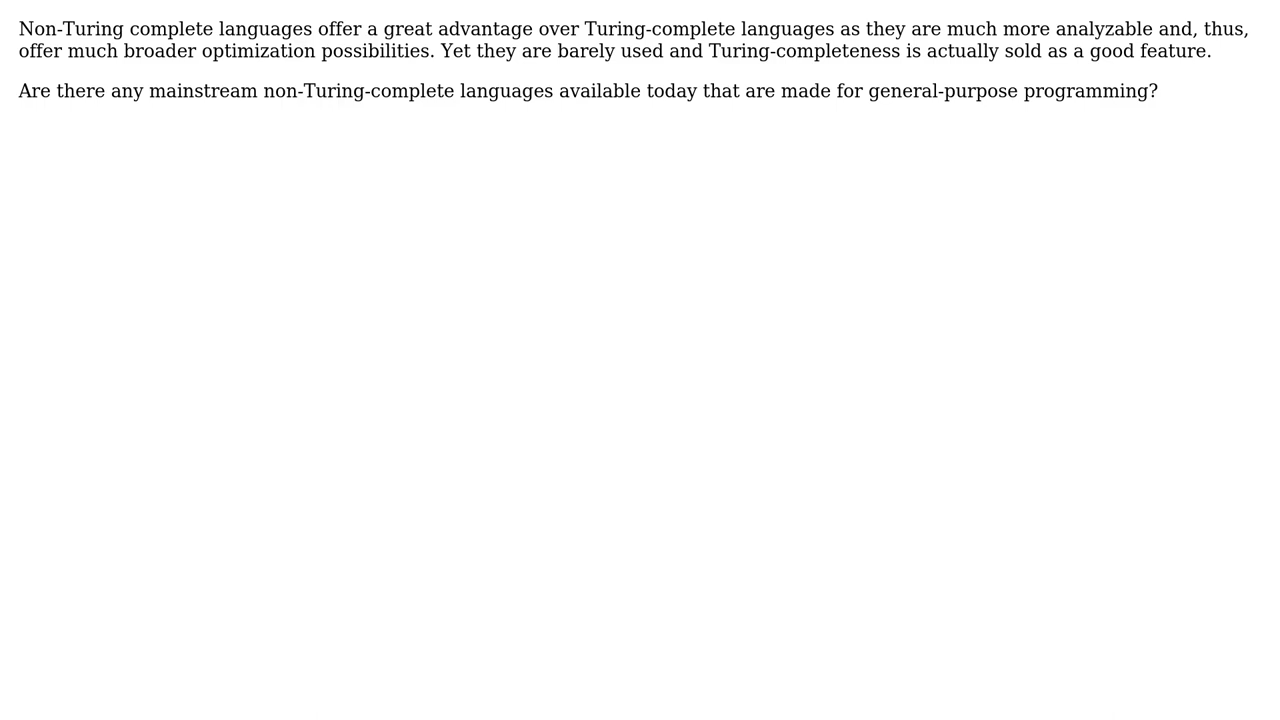 Non-Turing complete languages offer a great advantage over Turing-complete languages as they are much more analyzable and, thus,
offer much broader optimization possibilities. Yet they are barely used and Turing-completeness is actually sold as a good feature.
Are there any mainstream non-Turing-complete languages available today that are made for general-purpose programming?